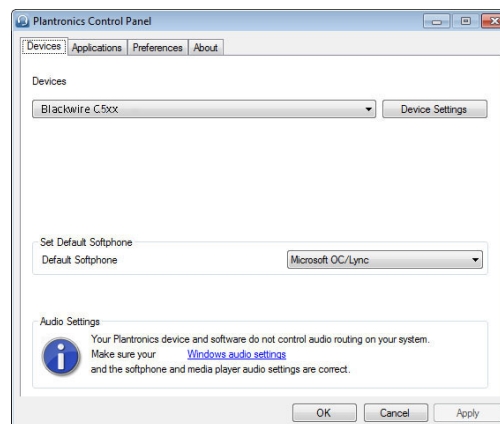 Plantronics Control Panel
Devices Applications Preferences About
Devices
Blackwire C5xx Device Settings
Set Default Softphone
Default Softphone Microsoft OC/Lync
Audio Settings
Your Plantronics device and software do not control audio routing on your system.
Make sure your Windows audio settings
and the softphone and media player audio settings are correct.
OK Cancel Apply